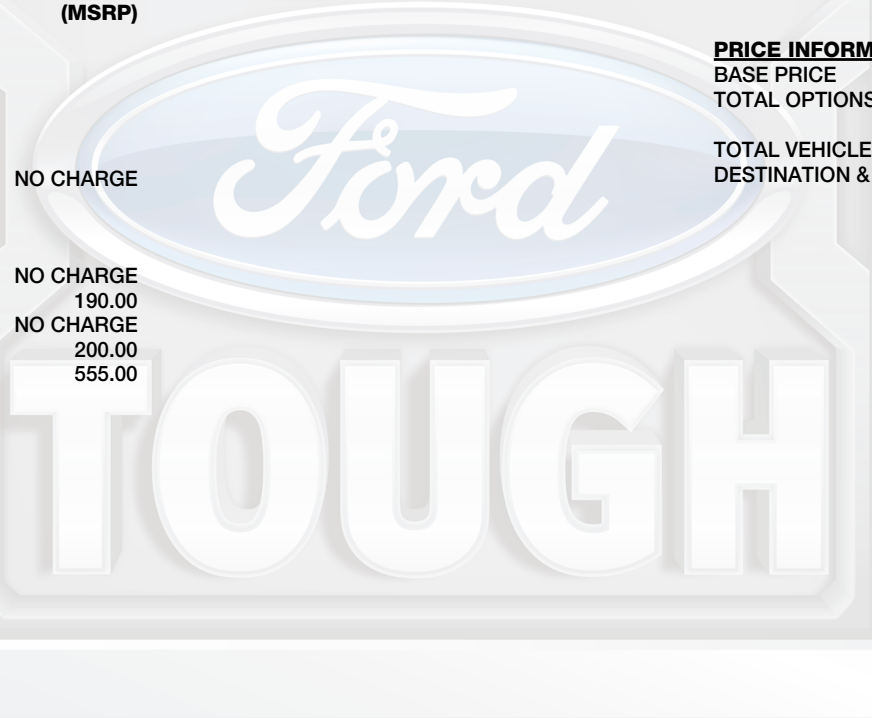 (MSRP)
NO CHARGE
NO CHARGE
190.00
NO CHARGE
200.00
555.00
PRICE INFORM
BASE PRICE
TOTAL OPTIONS
TOTAL VEHICLE
DESTINATION &
Ford
TOUGH